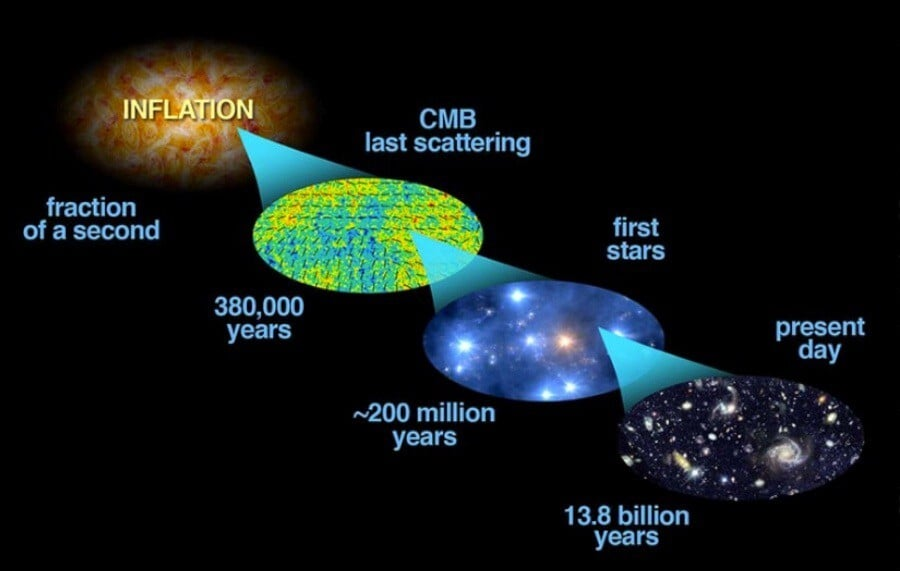 INFLATION
fraction
of a second
CMB
last scattering
380,000
years
first
stars
~200 million
years
present
day
13.8 billion
years